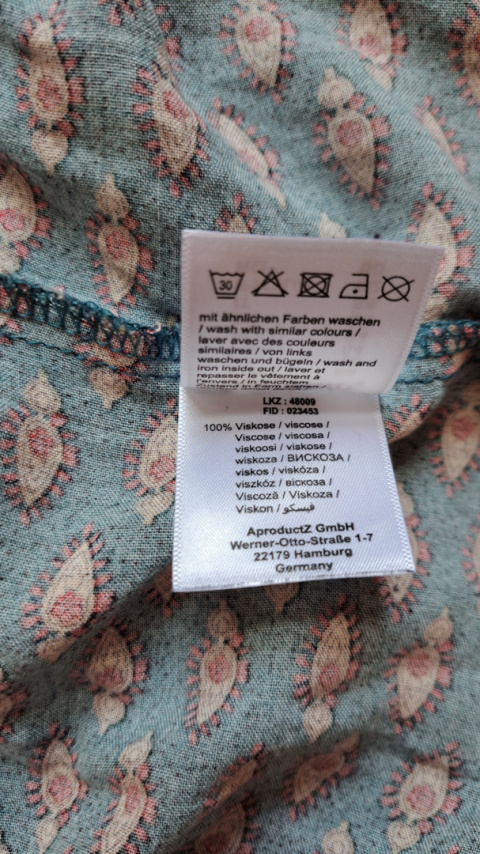 30
mit ähnlichen Farben waschen
/ wash with similar colours /
laver avec des couleurs
similaires / von links
waschen und bügeln / wash and
iron inside out / laver et
repasser le vêtement à
l'envers / in feuchtem
LKZ : 48009
FID : 023453
100% Viskose / viscose /
Viscose / viscosa /
viskoosi / viskose /
wiskoza / ВИСКОЗА /
viskos / viskóza /
Viszkóz / віскоза /
Viscoză / Viskoza /
Viskon / فيسكو
AproductZ GmbH
Werner-Otto-Straße 1-7
22179 Hamburg
Germany